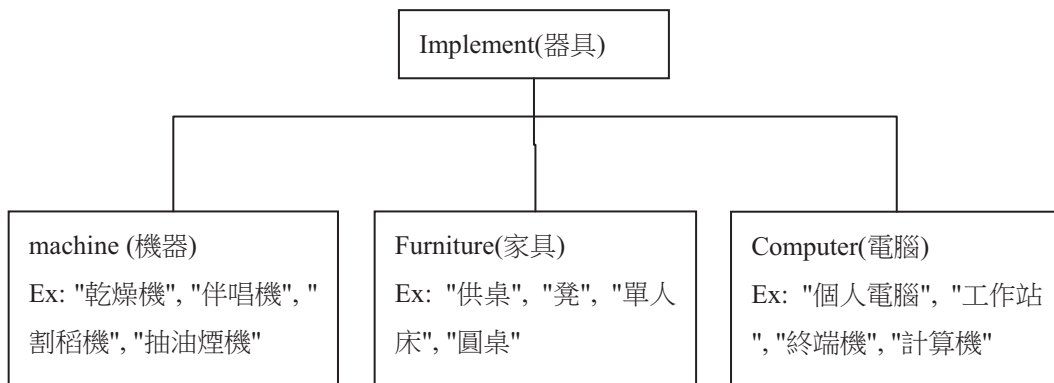 Implement(器具)
machine (機器)
Ex: "乾燥機", "伴唱機", "
割稻機", "抽油煙機"
Furniture(家具)
Ex: "供桌", "凳", "單人
床", "圓桌"
Computer(電腦)
Ex: "個人電腦", "工作站
", "終端機", "計算機"